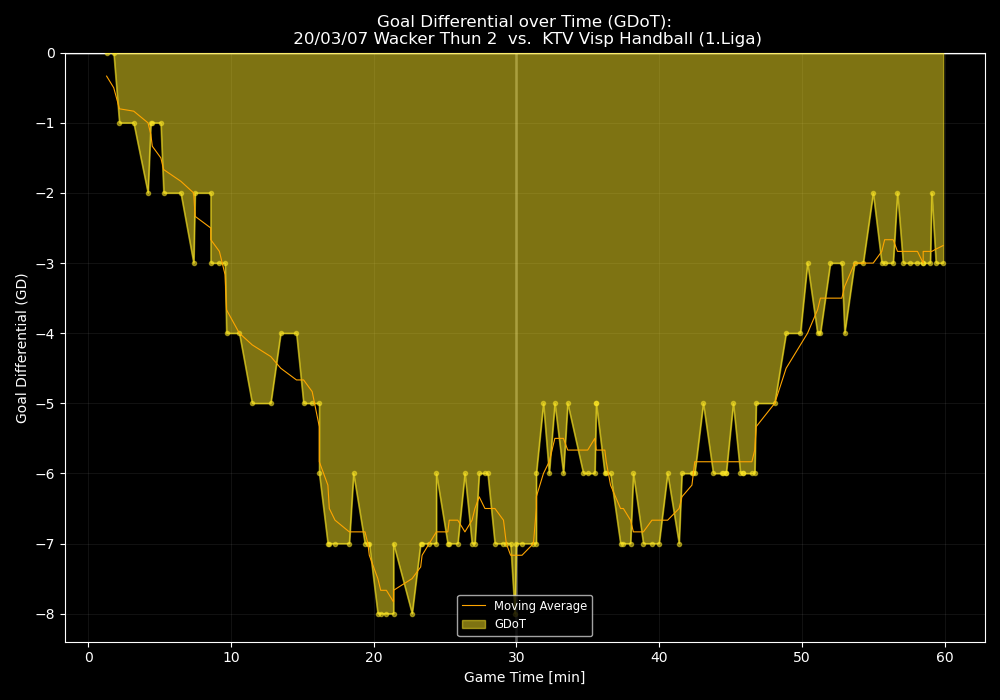 Goal Differential over Time (GDoT):
20/03/07 Wacker Thun 2  vs.  KTV Visp Handball (1.Liga)
Goal Differential (GD)
0
−1
−2
−3
−4
−5
−6
−7
−8
Moving Average
GDoT
0 10 20 30 40 50 60
Game Time [min]